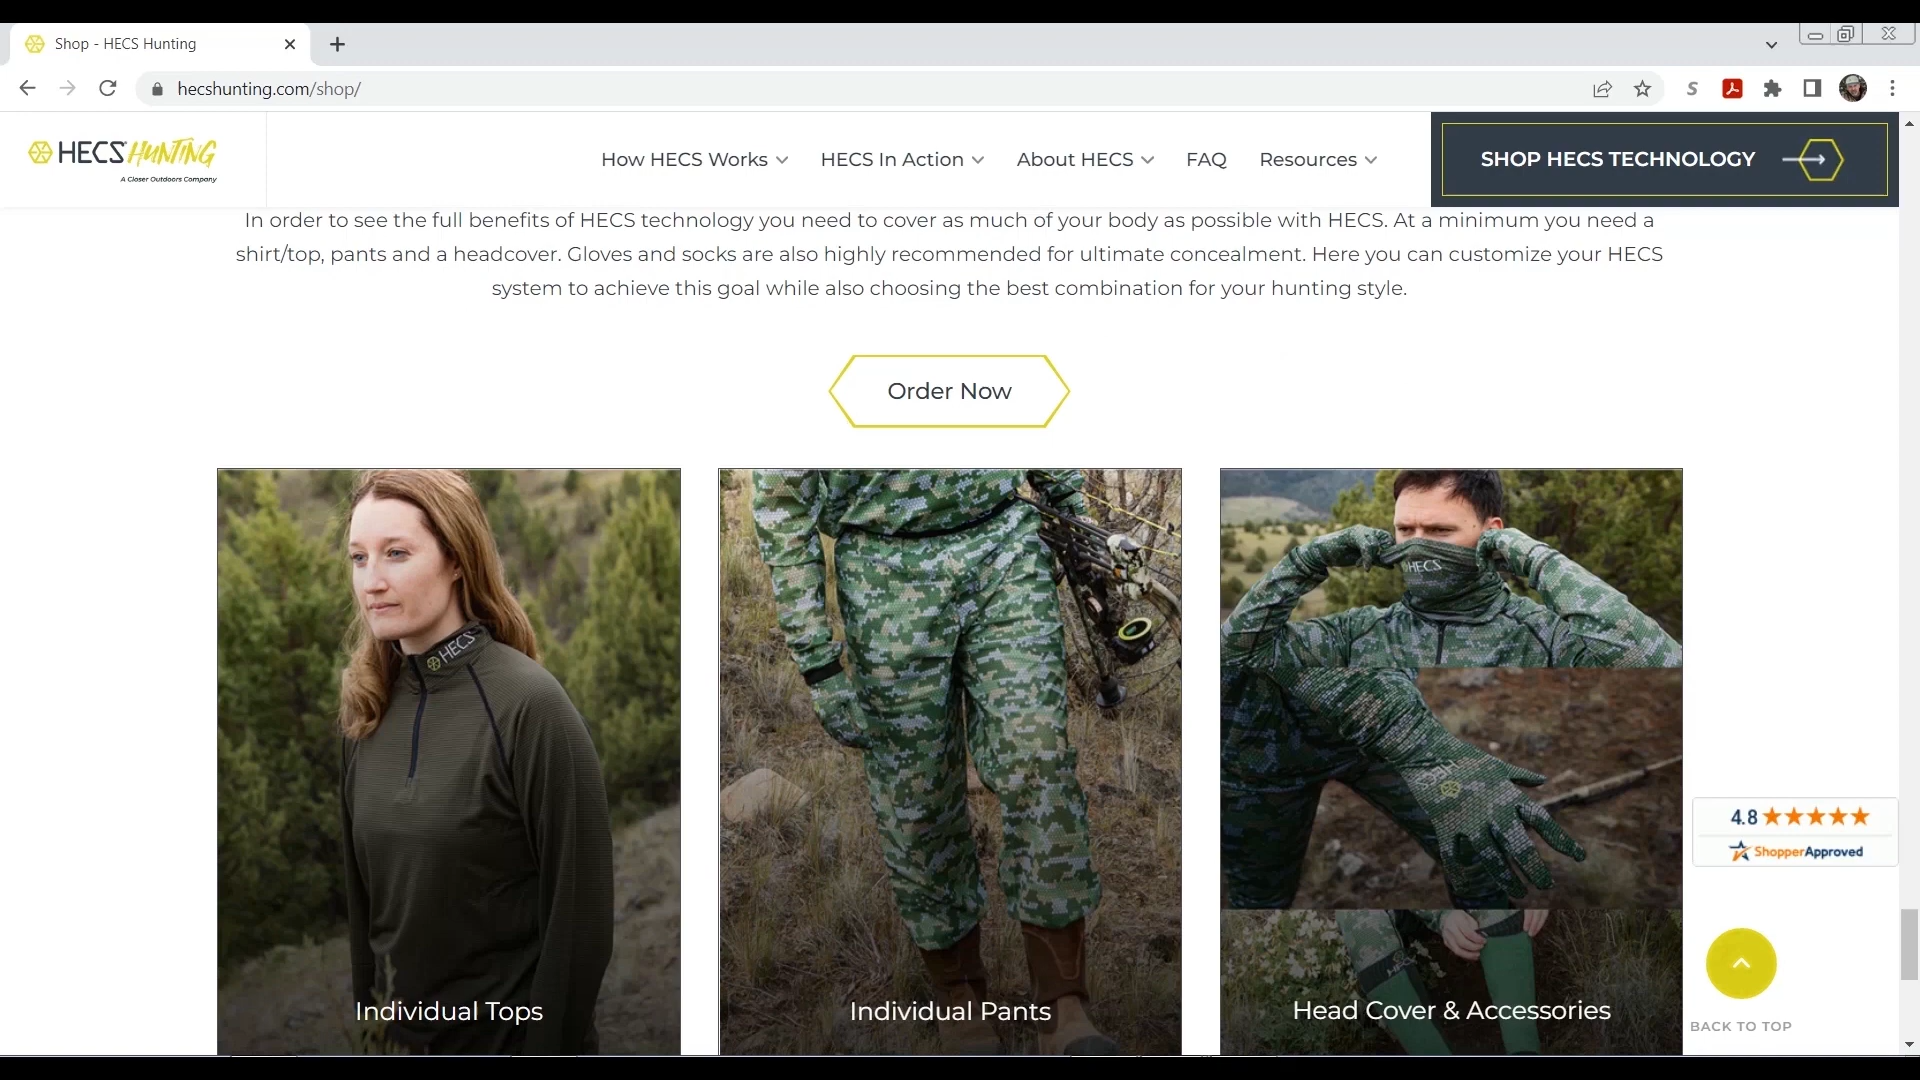 Shop - HECS Hunting
hecshunting.com/shop/
HECS HUNTING
A Closer Outdoors Company
How HECS Works
HECS In Action
About HECS
FAQ
Resources
SHOP HECS TECHNOLOGY
In order to see the full benefits of HECS technology you need to cover as much of your body as possible with HECS. At a minimum you need a
shirt/top, pants and a headcover. Gloves and socks are also highly recommended for ultimate concealment. Here you can customize your HECS
system to achieve this goal while also choosing the best combination for your hunting style.
Order Now
HECS
HECS
HECS
HECS
Individual Tops
Individual Pants
Head Cover & Accessories
4.8
ShopperApproved
BACK TO TOP